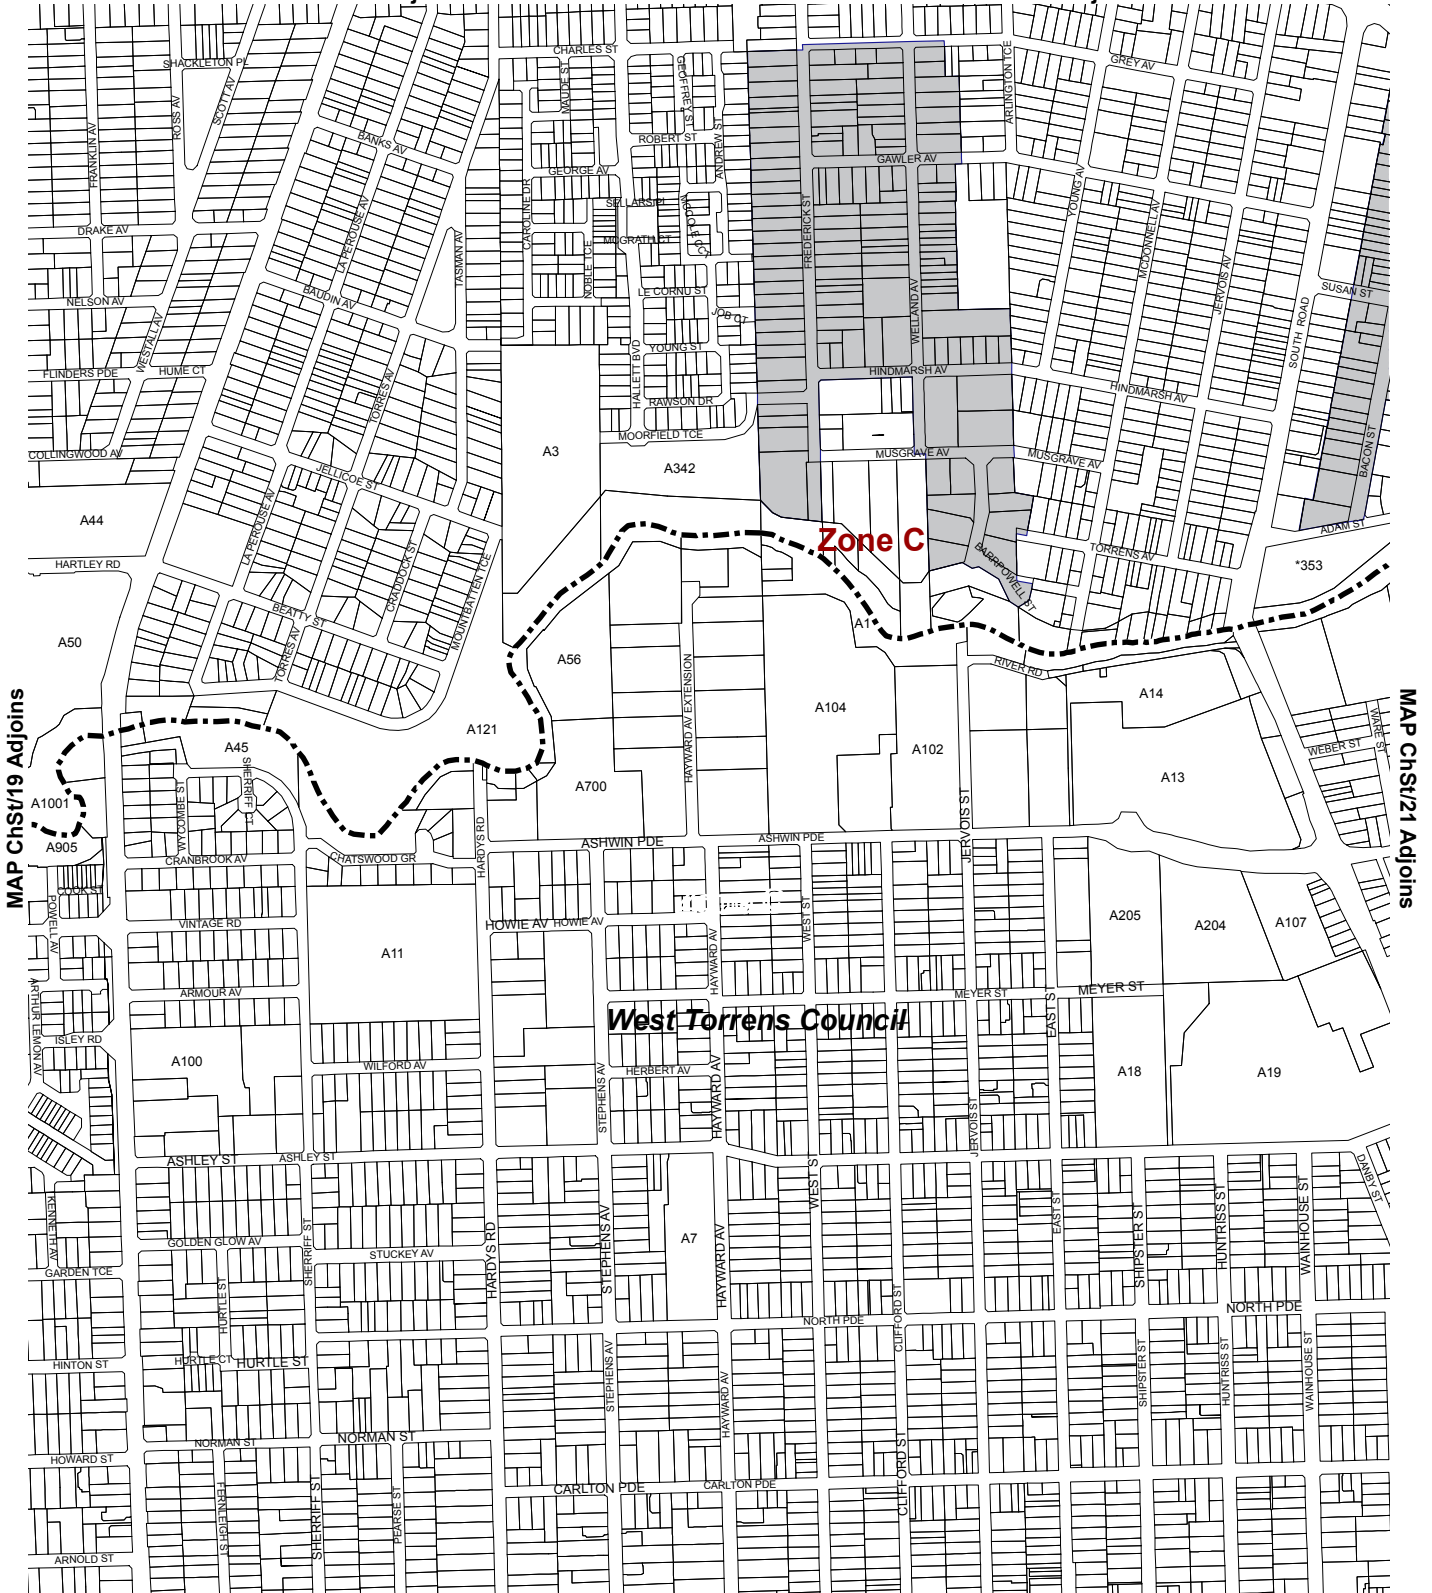 CHARLES ST
SHACKLETON PL
GREY AV
MAUDE ST
GEOFFREY S
ARLINGTON TCE
SCOTT AV
ROSS AV
FRANKLIN AV
BANKS AV
ROBERT ST
ANDREW ST
GAWLER AV
GEORGE AV
YOUNG AV
CAROLINE DR
SELLARS PL
FREDERICK ST
MCDONNELL AV
LA PEROUSE AV
DRAKE AV
MCGRATH CT
TASMAN AV
NOBLE TCE
JERVOIS AV
SUSAN ST
NELSON AV
BAUDIN AV
LE CORNU ST
JOB CT
WELLAND AV
SOUTH ROAD
WESTALL AV
YOUNG ST
FLINDERS PDE
HUME CT
HALLETT BVD
HINDMARSH AV
HINDMARSH AV
TORRES AV
RAWSON DR
MOORFIELD TCE
COLLINGWOOD AV
A3
A342
MUSGRAVE AV
MUSGRAVE AV
BACON ST
JELLICOE ST
A44
LA PEROUSE AV
ADAM ST
Zone C
TORRENS AV
HARTLEY RD
CRADDOCK ST
*353
MOUNTBATTEN TCE
BEATTY ST
A1
A50
TORRES AV
A56
RIVER RD
A14
HAYWARD AV EXTENSION
A104
MAP ChSt/19 Adjoins
MAP ChSt/21 Adjoins
A121
A45
A102
WARE ST
WEBER ST
SHERRIFF CT
A13
A700
WYCOMBE ST
A1001
HARDYS RD
JERVOIS ST
A905
ASHWIN PDE
ASHWIN PDE
CRANBROOK AV
CHATSWOOD GR
COOK ST
POWELL AV
VINTAGE RD
HOWIE AV
HOWIE AV
WEST ST
A205
A204
A107
A11
HAYWARD AV
ARMOUR AV
MEYER ST
MEYER ST
ARTHUR LEMON AV
West Torrens Council
EAST ST
ISLEY RD
A100
WILFORD AV
HERBERT AV
A18
A19
STEPHENS AV
HAYWARD AV
JERVOIS ST
ASHLEY ST
ASHLEY ST
WEST ST
DANBY ST
KENNETH AV
EAST ST
SHIPSTER ST
HUNTRISS ST
WAINHOUSE ST
GOLDEN GLOW AV
SHERRIFF ST
STUCKEY AV
HARDYS RD
STEPHENS AV
A7
HAYWARD AV
GARDEN TCE
HURTLE ST
CLIFFORD ST
NORTH PDE
NORTH PDE
HINTON ST
HURTLE CT
HURTLE ST
STEPHENS AV
HAYWARD AV
SHIPSTER ST
HUNTRISS ST
WAINHOUSE ST
NORMAN ST
NORMAN ST
HOWARD ST
CLIFFORD ST
CARLTON PDE
CARLTON PDE
FERNLEIGH ST
SHERRIFF ST
PEARSE ST
ARNOLD ST